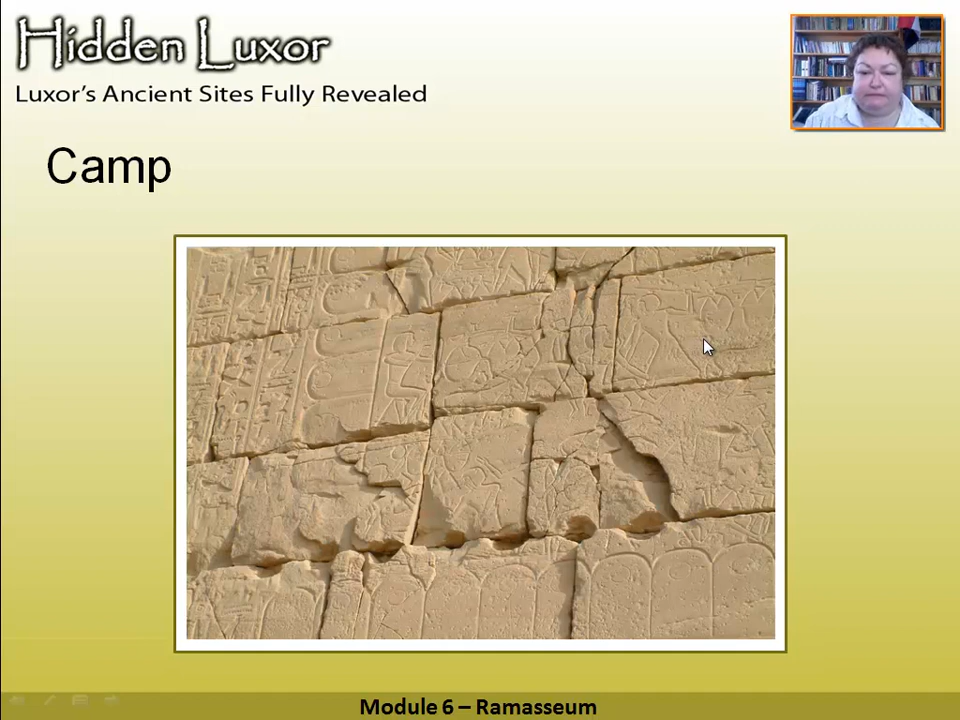 Hidden Luxor
Luxor's Ancient Sites Fully Revealed
Camp
Module 6 – Ramasseum